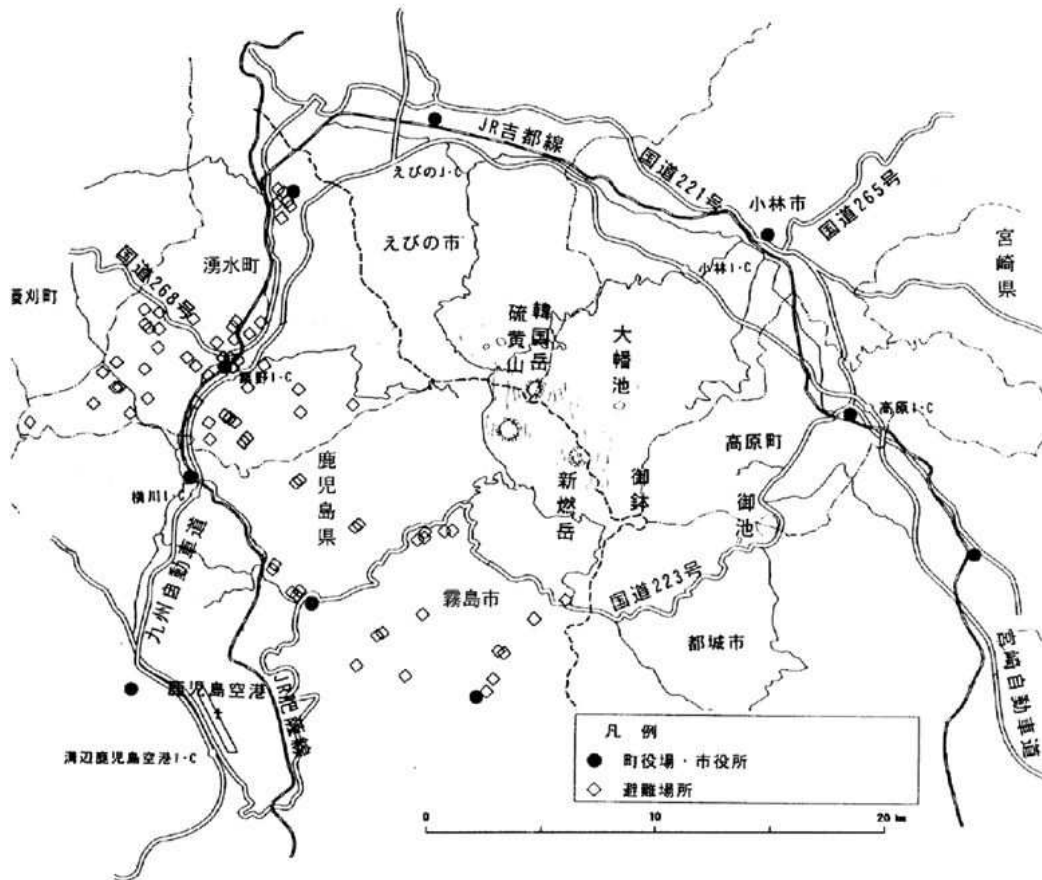 JR吉都線
国道221号
えびのJ・C
小林市
国道265号
えびの市
宮崎県
湧水町
小林I・C
国道268号
菱刈町
韓国岳
硫黄山
大幡池
栗野I・C
高原I・C
高原町
鹿児島県
御鉢
新燃岳
御池
横川I・C
九州自動車道
国道223号
霧島市
都城市
宮崎自動車道
鹿児島空港
JR肥薩線
溝辺鹿児島空港I・C
凡 例
町役場・市役所
避難場所
0 10 20 km